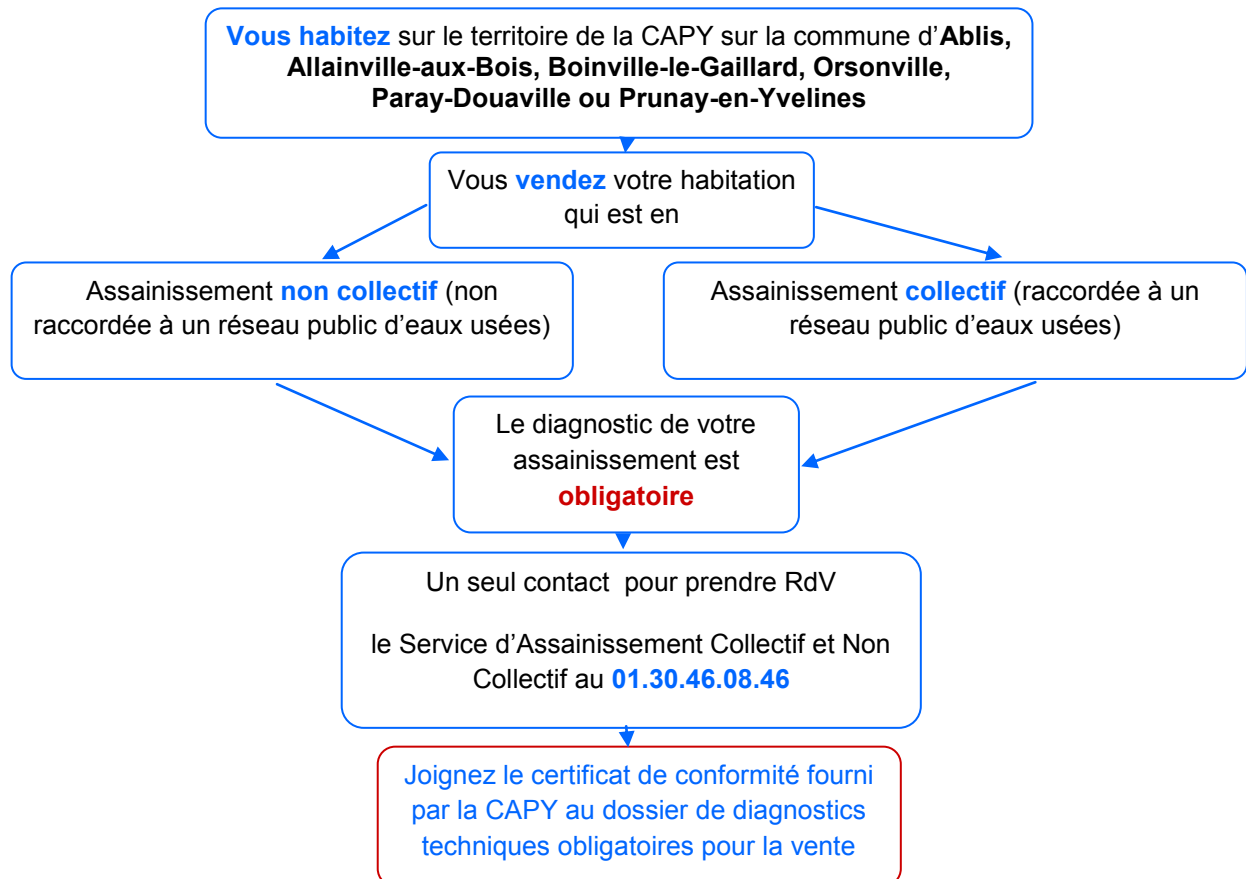 Vous habitez sur le territoire de la CAPY sur la commune d’Ablis,
Allainville-aux-Bois, Boinville-le-Gaillard, Orsonville,
Paray-Douaville ou Prunay-en-Yvelines
Vous vendez votre habitation
qui est en
Assainissement non collectif (non
raccordée à un réseau public d’eaux usées)
Assainissement collectif (raccordée à un
réseau public d’eaux usées)
Le diagnostic de votre
assainissement est
obligatoire
Un seul contact pour prendre RdV
le Service d’Assainissement Collectif et Non
Collectif au 01.30.46.08.46
Joignez le certificat de conformité fourni
par la CAPY au dossier de diagnostics
techniques obligatoires pour la vente